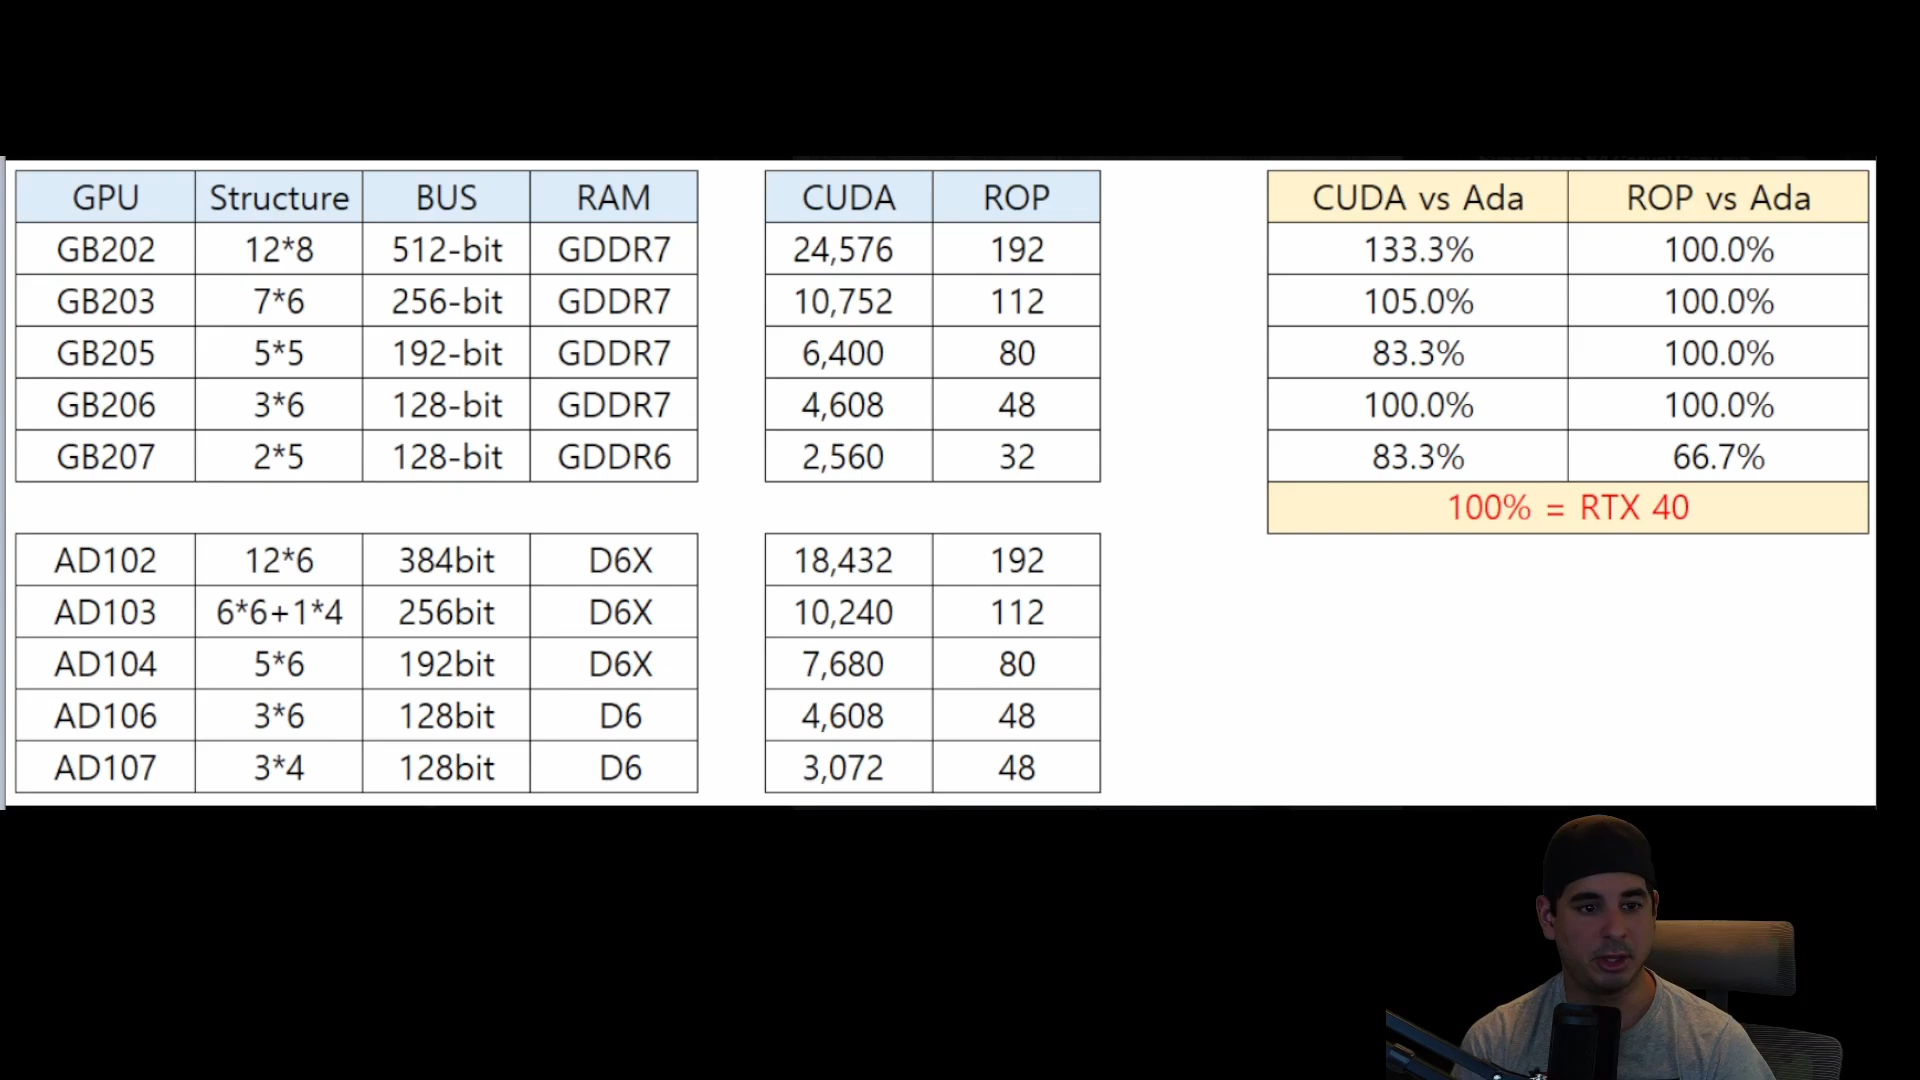 GPU Structure BUS RAM CUDA ROP CUDA vs Ada ROP vs Ada
GB202 12*8 512-bit GDDR7 24,576 192 133.3% 100.0%
GB203 7*6 256-bit GDDR7 10,752 112 105.0% 100.0%
GB205 5*5 192-bit GDDR7 6,400 80 83.3% 100.0%
GB206 3*6 128-bit GDDR7 4,608 48 100.0% 100.0%
GB207 2*5 128-bit GDDR6 2,560 32 83.3% 66.7%
100% = RTX 40
AD102 12*6 384bit D6X 18,432 192
AD103 6*6+1*4 256bit D6X 10,240 112
AD104 5*6 192bit D6X 7,680 80
AD106 3*6 128bit D6 4,608 48
AD107 3*4 128bit D6 3,072 48